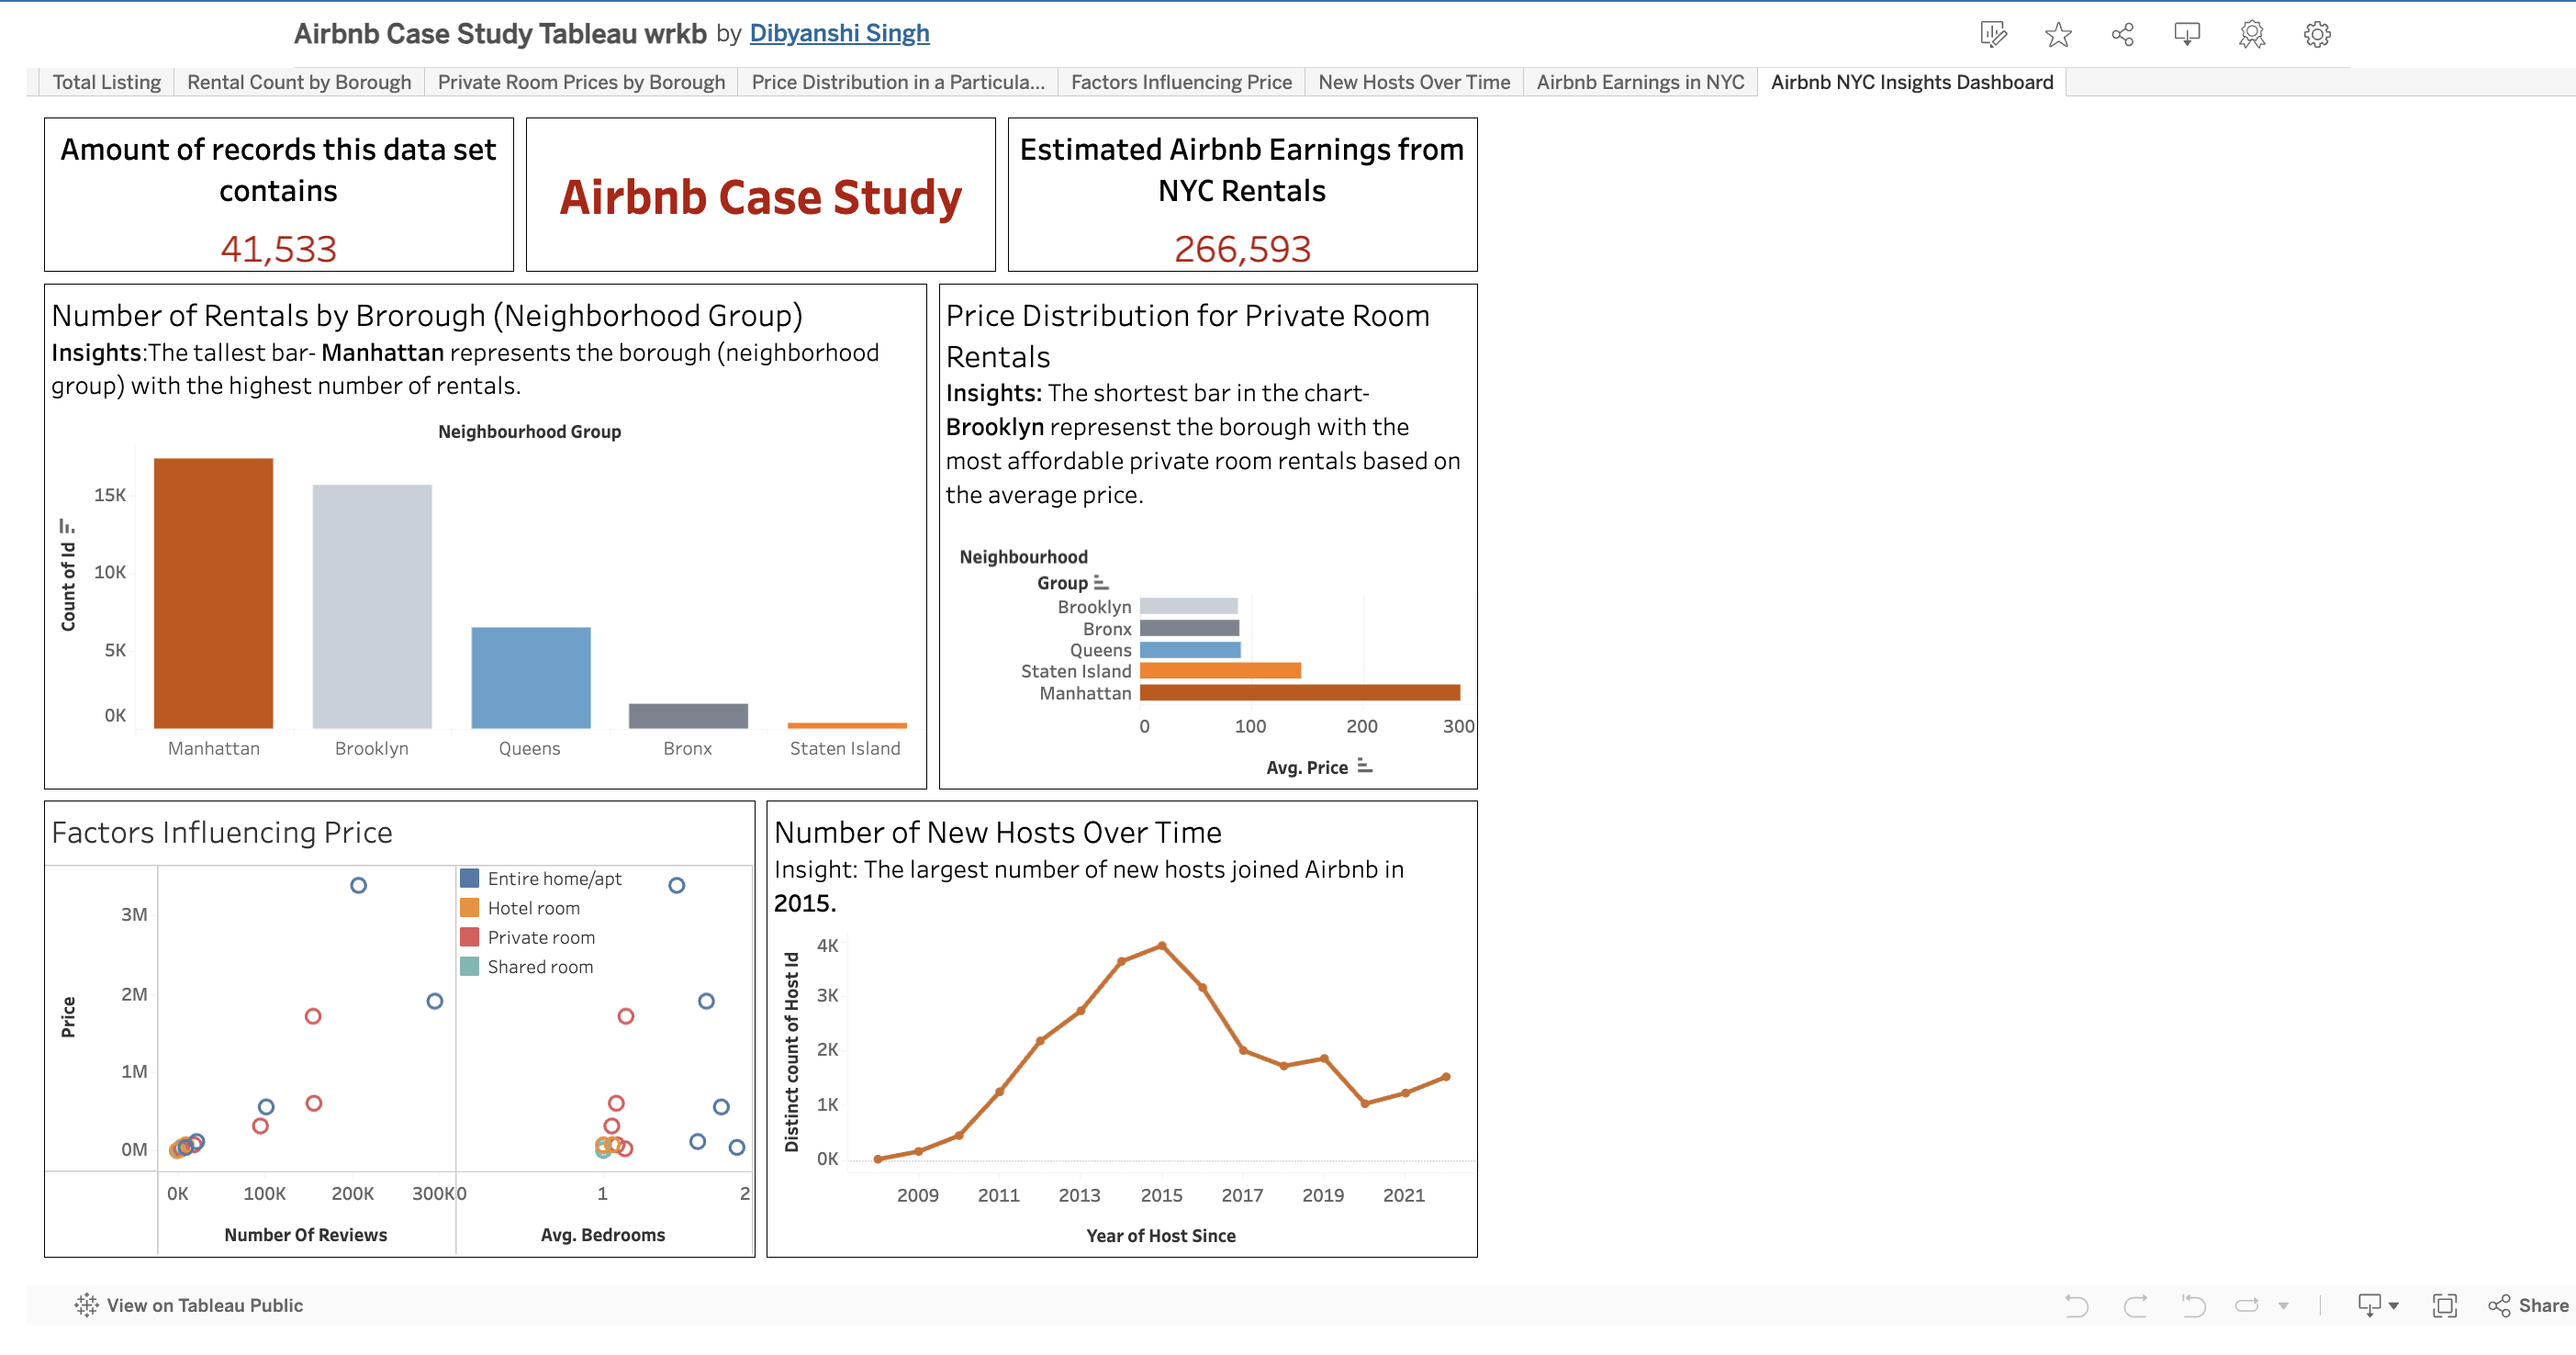 Airbnb Case Study Tableau wrkb by Dibyanshi Singh
Total Listing
Rental Count by Borough
Private Room Prices by Borough
Price Distribution in a Particula...
Factors Influencing Price
New Hosts Over Time
Airbnb Earnings in NYC
Airbnb NYC Insights Dashboard
Amount of records this data set
contains
41,533
Airbnb Case Study
Estimated Airbnb Earnings from
NYC Rentals
266,593
Number of Rentals by Brorough (Neighborhood Group)
Insights:The tallest bar- Manhattan represents the borough (neighborhood
group) with the highest number of rentals.
Neighbourhood Group
Count of Id
15K
10K
5K
0K
Manhattan
Brooklyn
Queens
Bronx
Staten Island
Price Distribution for Private Room
Rentals
Insights: The shortest bar in the chart-
Brooklyn represenst the borough with the
most affordable private room rentals based on
the average price.
Neighbourhood
Group
Brooklyn
Bronx
Queens
Staten Island
Manhattan
0
100
200
300
Avg. Price
Factors Influencing Price
Entire home/apt
Hotel room
Private room
Shared room
Price
3M
2M
1M
0M
0K
100K
200K
300K
0
1
2
Number Of Reviews
Avg. Bedrooms
Number of New Hosts Over Time
Insight: The largest number of new hosts joined Airbnb in
2015.
Distinct count of Host Id
4K
3K
2K
1K
0K
2009
2011
2013
2015
2017
2019
2021
Year of Host Since
View on Tableau Public
Share